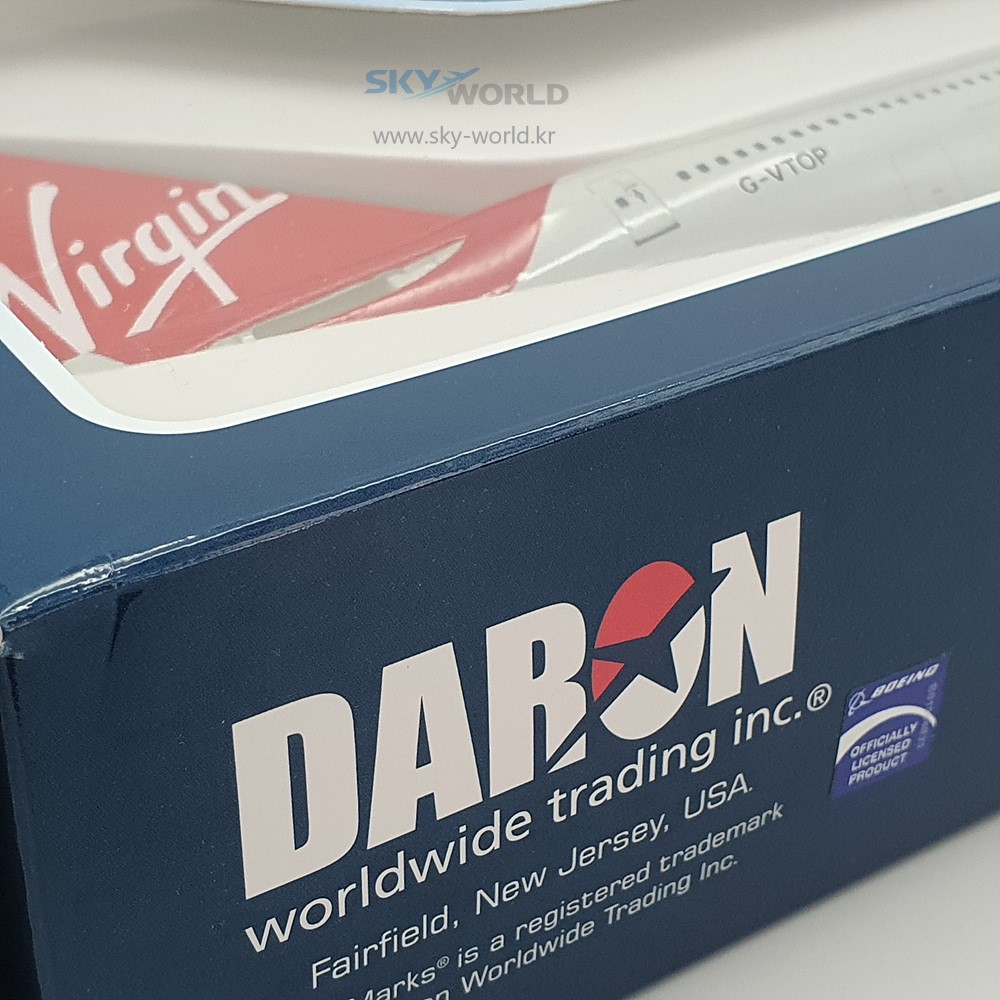 SKY WORLD
www.sky-world.kr
G-VTOP
Virgin
DARON
worldwide trading inc.®
Fairfield, New Jersey, USA.
Marks® is a registered trademark
Worldwide Trading Inc.
BOEING
OFFICIALLY
LICENSED
PRODUCT